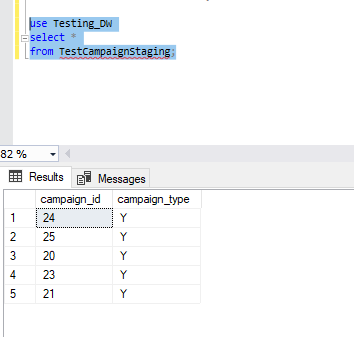 use Testing_DW
select *
from TestCampaignStaging;
82 %
Results
Messages
campaign_id campaign_type
1 24 Y
2 25 Y
3 20 Y
4 23 Y
5 21 Y